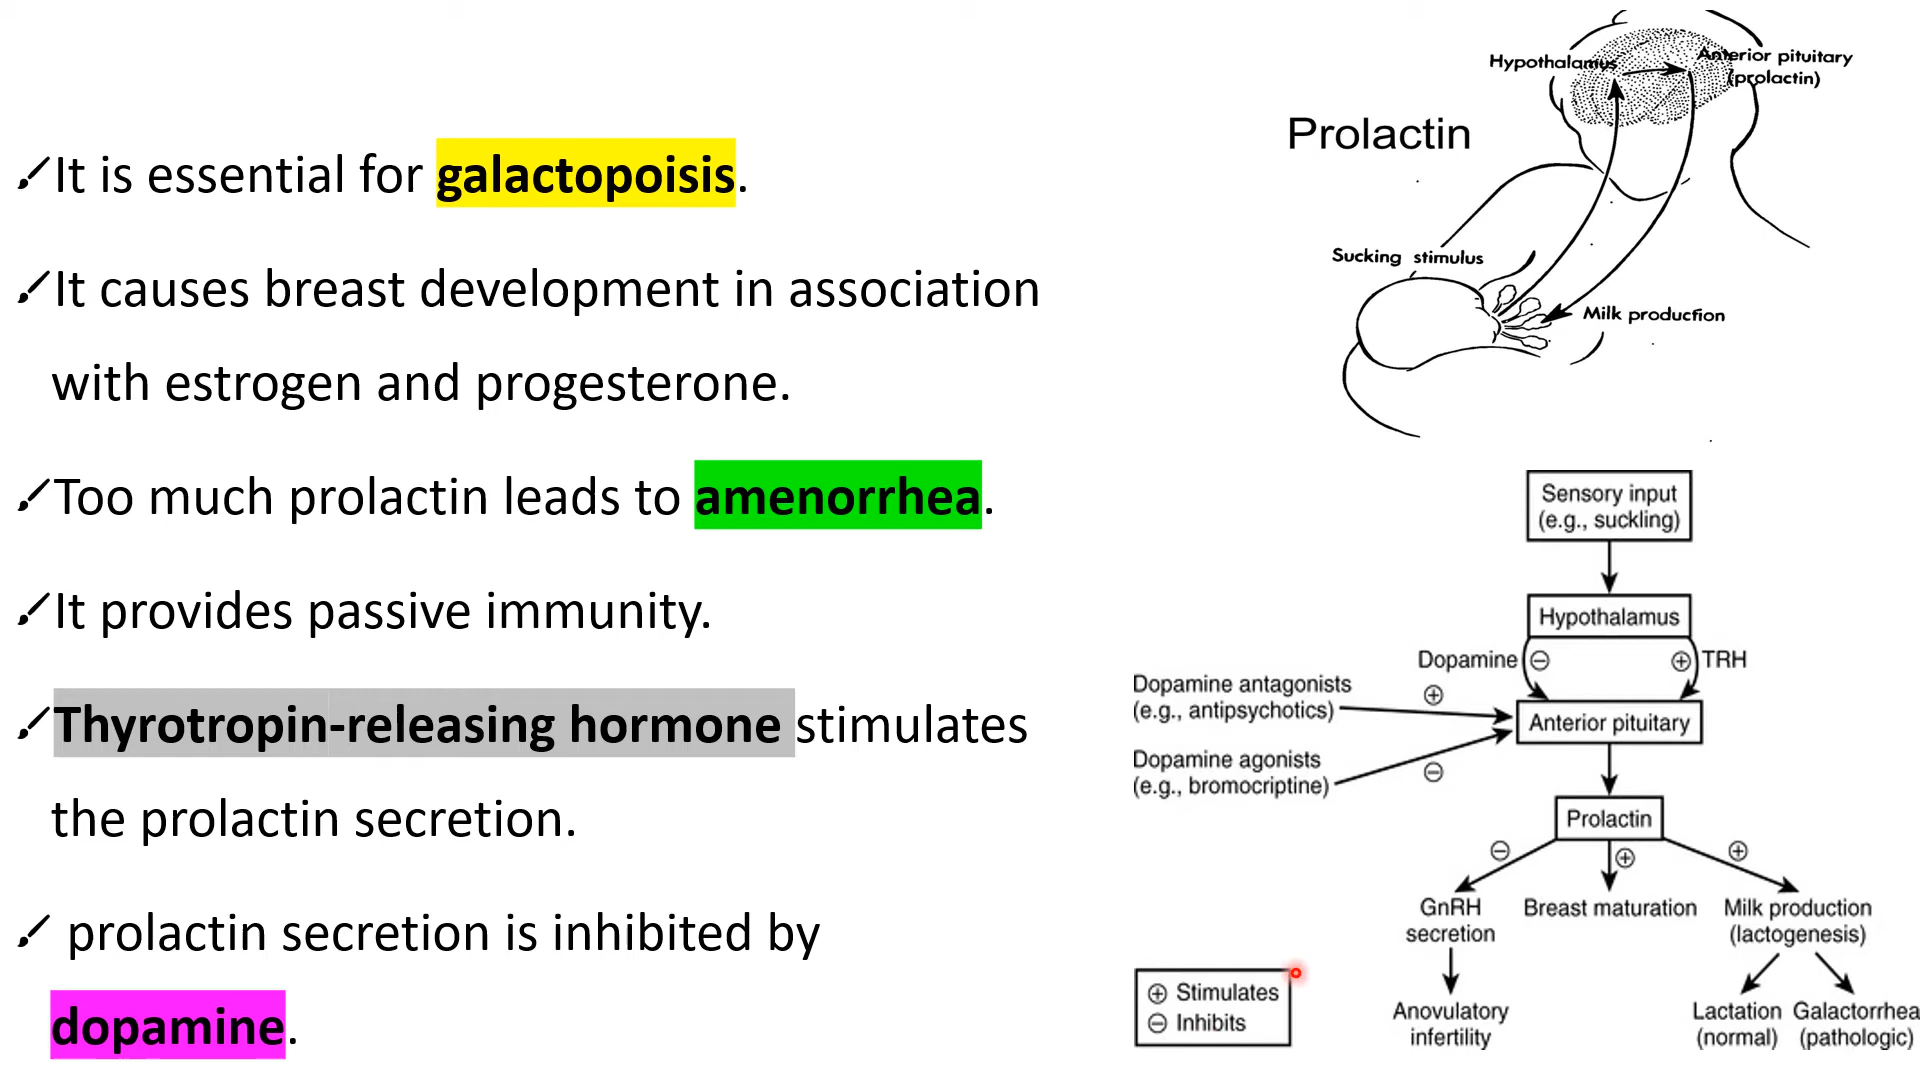 It is essential for galactopoisis.
It causes breast development in association
with estrogen and progesterone.
Too much prolactin leads to amenorrhea.
It provides passive immunity.
Thyrotropin-releasing hormone stimulates
the prolactin secretion.
prolactin secretion is inhibited by
dopamine.
Prolactin
Hypothalamus
Anterior pituitary
(prolactin)
Sucking stimulus
Milk production
Sensory input
(e.g., suckling)
Hypothalamus
Dopamine
TRH
Dopamine antagonists
(e.g., antipsychotics)
Anterior pituitary
Dopamine agonists
(e.g., bromocriptine)
Prolactin
GnRH
secretion
Breast maturation
Milk production
(lactogenesis)
Anovulatory
infertility
Lactation
(normal)
Galactorrhea
(pathologic)
Stimulates
Inhibits